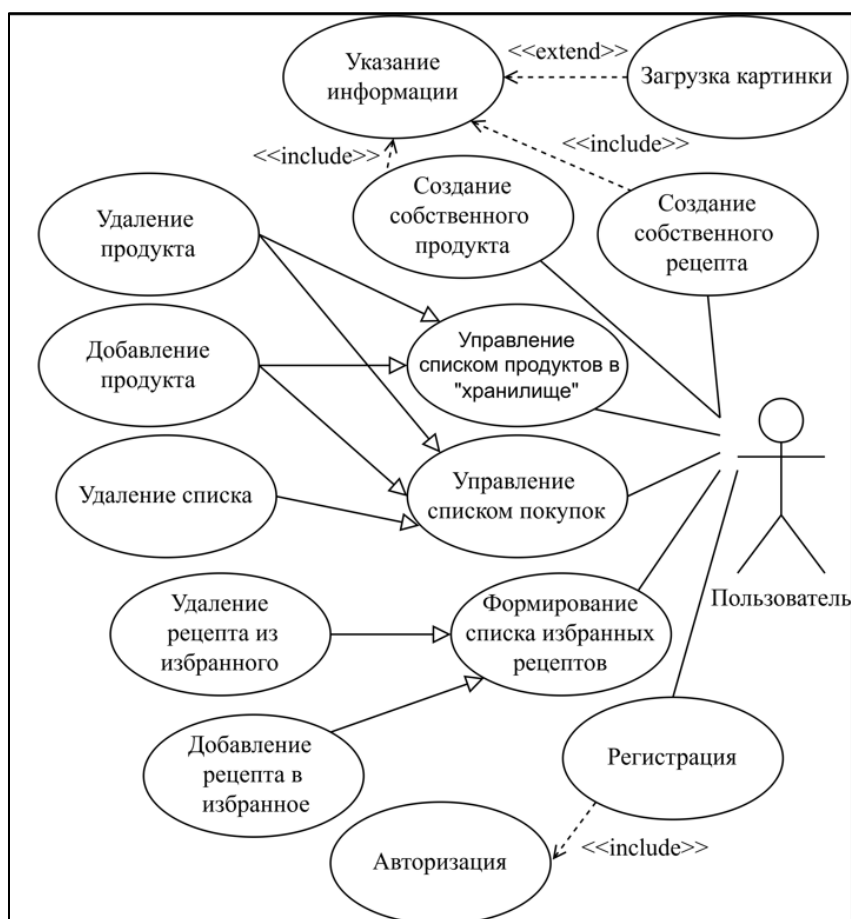 Указание
информации
<<extend>>
Загрузка картинки
<<include>>
<<include>>
Создание
собственного
продукта
Создание
собственного
рецепта
Удаление
продукта
Добавление
продукта
Управление
списком продуктов в
"хранилище"
Удаление списка
Управление
списком покупок
Пользователь
Удаление
рецепта из
избранного
Формирование
списка избранных
рецептов
Добавление
рецепта в
избранное
Регистрация
<<include>>
Авторизация